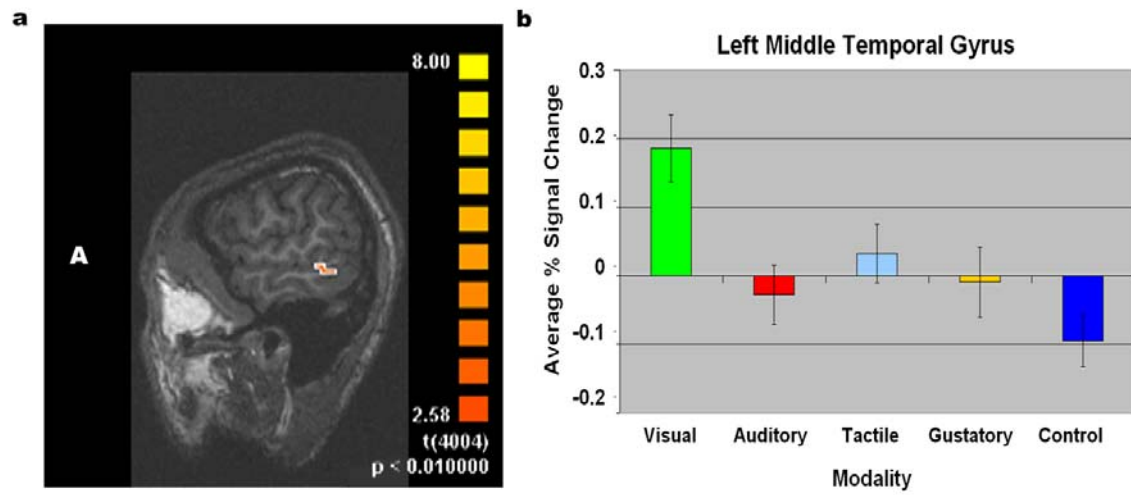 a
8.00
A
2.58
t(4004)
p < 0.010000
b
Left Middle Temporal Gyrus
Average % Signal Change
0.3
0.2
0.1
0
-0.1
-0.2
Visual Auditory Tactile Gustatory Control
Modality